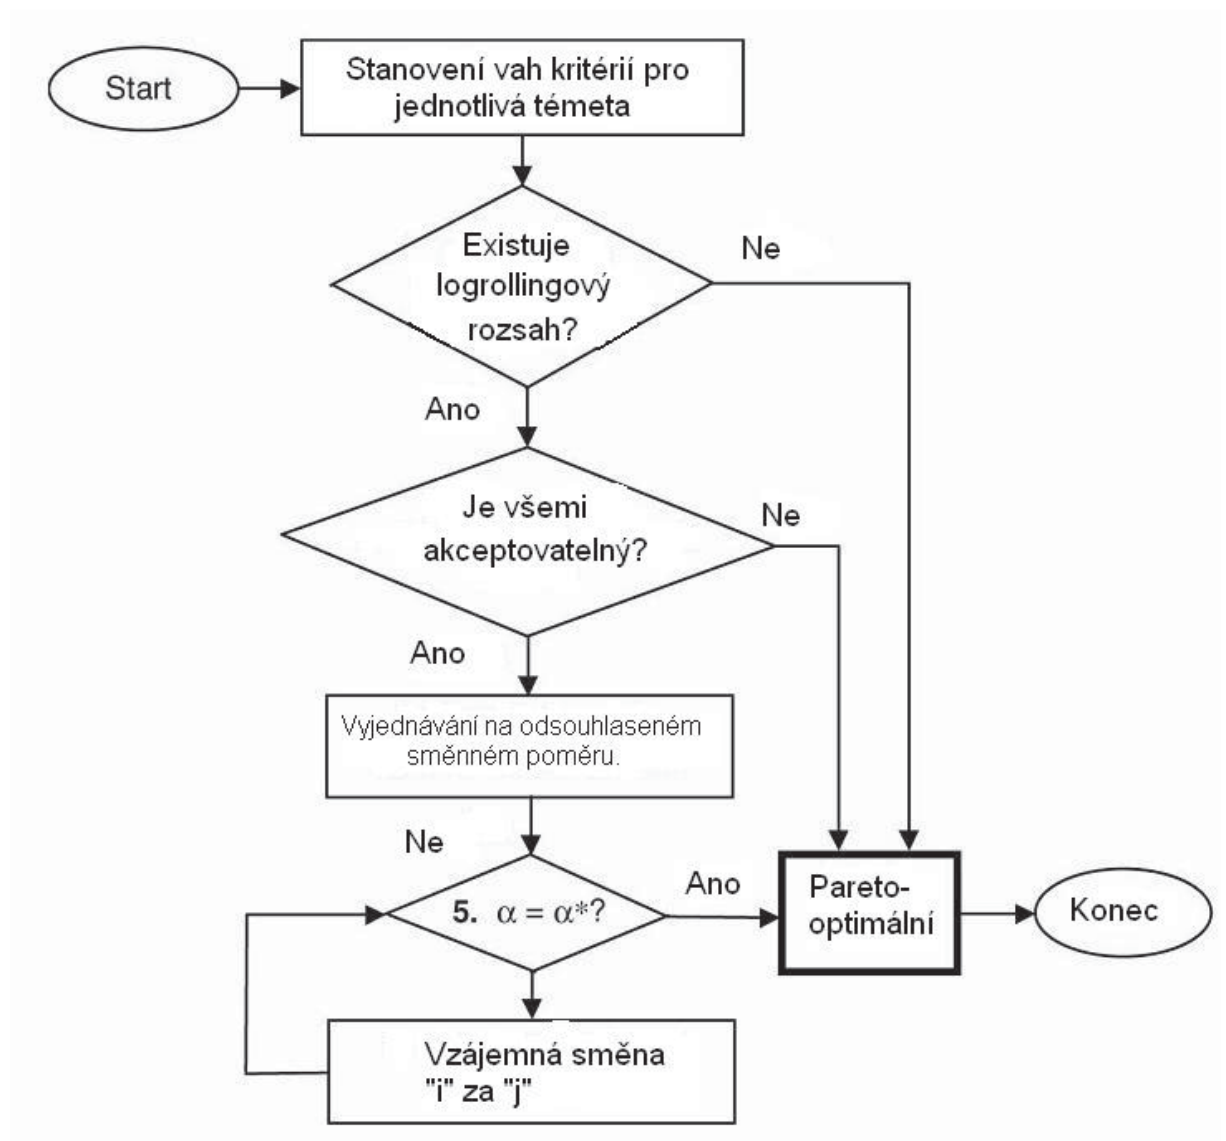 Start
Stanovení vah kritérií pro
jednotlivá témeta
Existuje
logrollingový
rozsah?
Ne
Ano
Je všemi
akceptovatelný?
Ne
Ano
Vyjednávání na odsouhlaseném
směnném poměru.
Ne
5. α = α*?
Ano
Pareto-
optimální
Konec
Vzájemná směna
"i" za "j"